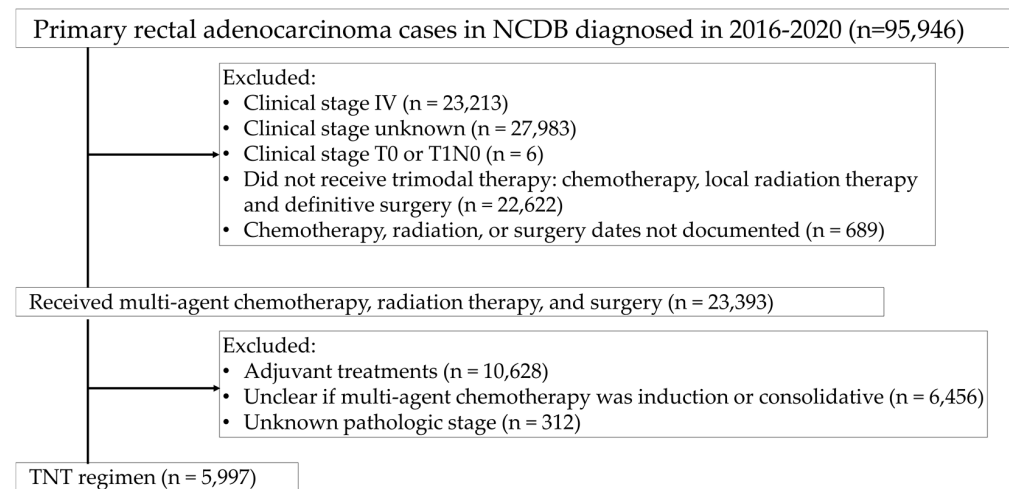 Primary rectal adenocarcinoma cases in NCDB diagnosed in 2016-2020 (n=95,946)
Excluded:
• Clinical stage IV (n = 23,213)
• Clinical stage unknown (n = 27,983)
• Clinical stage T0 or T1N0 (n = 6)
• Did not receive trimodal therapy: chemotherapy, local radiation therapy
and definitive surgery (n = 22,622)
• Chemotherapy, radiation, or surgery dates not documented (n = 689)
Received multi-agent chemotherapy, radiation therapy, and surgery (n = 23,393)
Excluded:
• Adjuvant treatments (n = 10,628)
• Unclear if multi-agent chemotherapy was induction or consolidative (n = 6,456)
• Unknown pathologic stage (n = 312)
TNT regimen (n = 5,997)